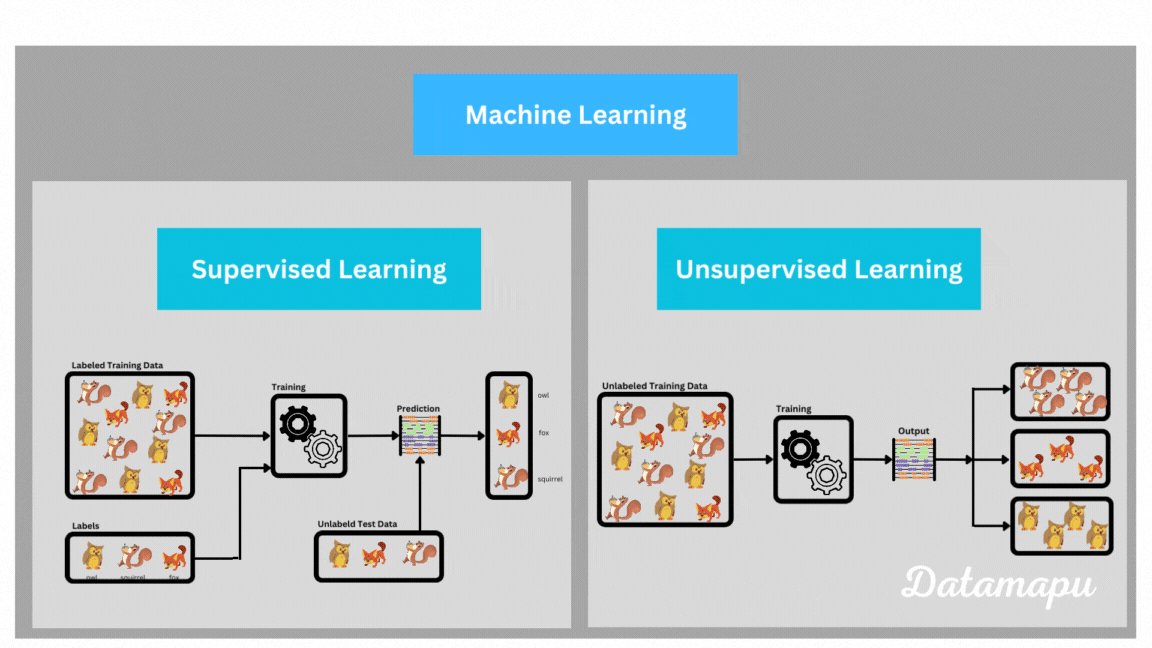 Machine Learning
Supervised Learning
Labeled Training Data
Training
Prediction
owl
fox
squirrel
Labels
owl squirrel fox
Unlabeld Test Data
Unsupervised Learning
Unlabeled Training Data
Training
Output
Datamapu